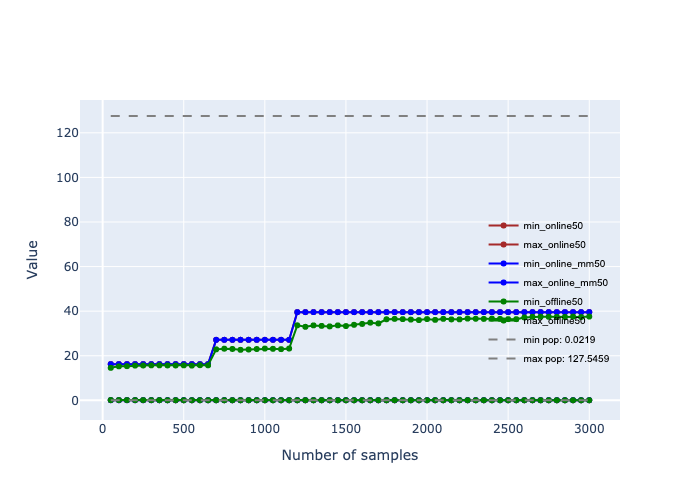 120
100
80
60
40
20
0
Value
0
500
1000
1500
2000
2500
3000
Number of samples
min_online50
max_online50
min_online_mm50
max_online_mm50
min_offline50
max_offline50
min pop: 0.0219
max pop: 127.5459